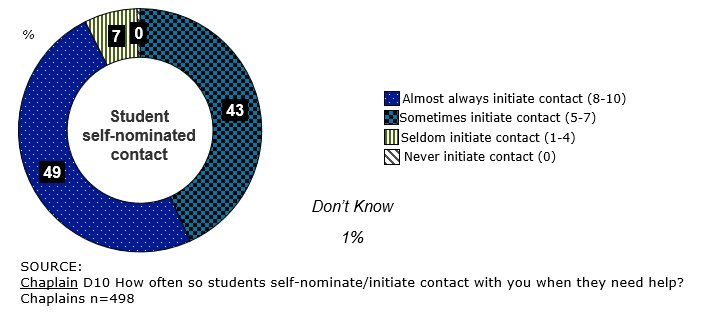 %
7
0
43
49
Student
self-nominated
contact
Almost always initiate contact (8-10)
Sometimes initiate contact (5-7)
Seldom initiate contact (1-4)
Never initiate contact (0)
Don't Know
1%
SOURCE:
Chaplain D10 How often so students self-nominate/initiate contact with you when they need help?
Chaplains n=498